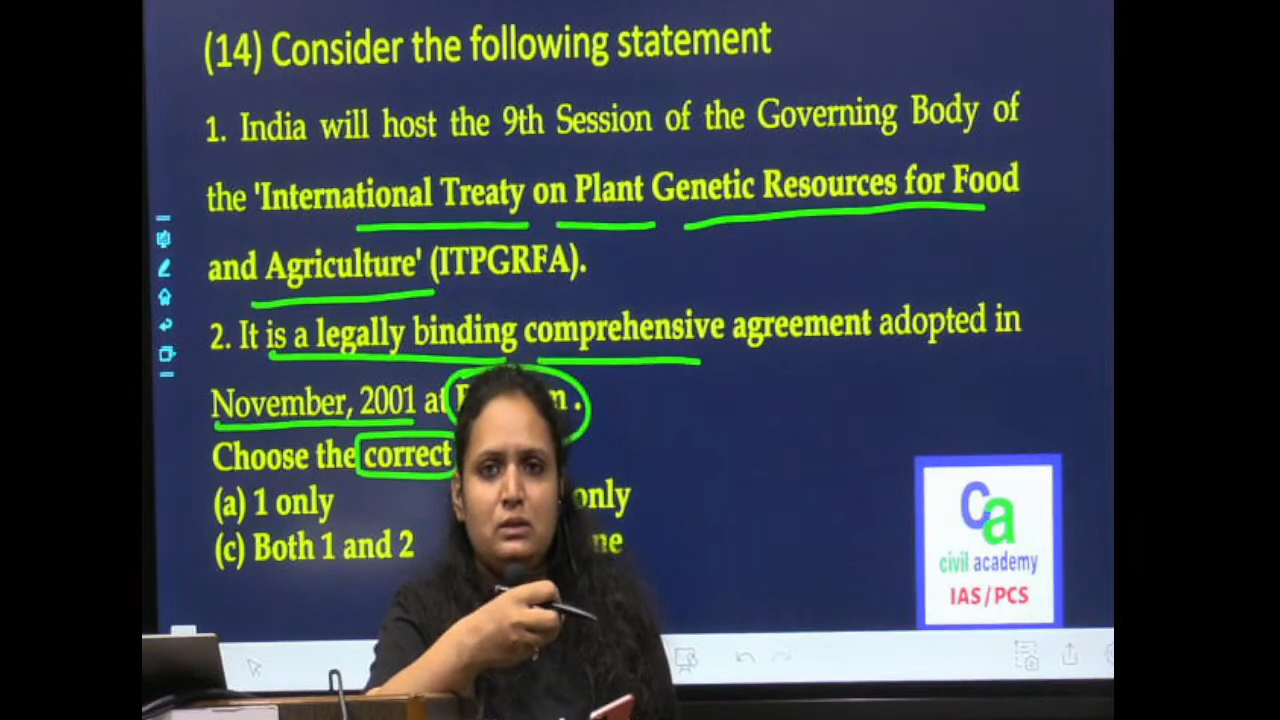 (14) Consider the following statement
1. India will host the 9th Session of the Governing Body of
the 'International Treaty on Plant Genetic Resources for Food
and Agriculture' (ITPGRFA).
2. It is a legally binding comprehensive agreement adopted in
November, 2001 at
Choose the correct
(a) 1 only only
(c) Both 1 and 2
ca
civil academy
IAS/PCS